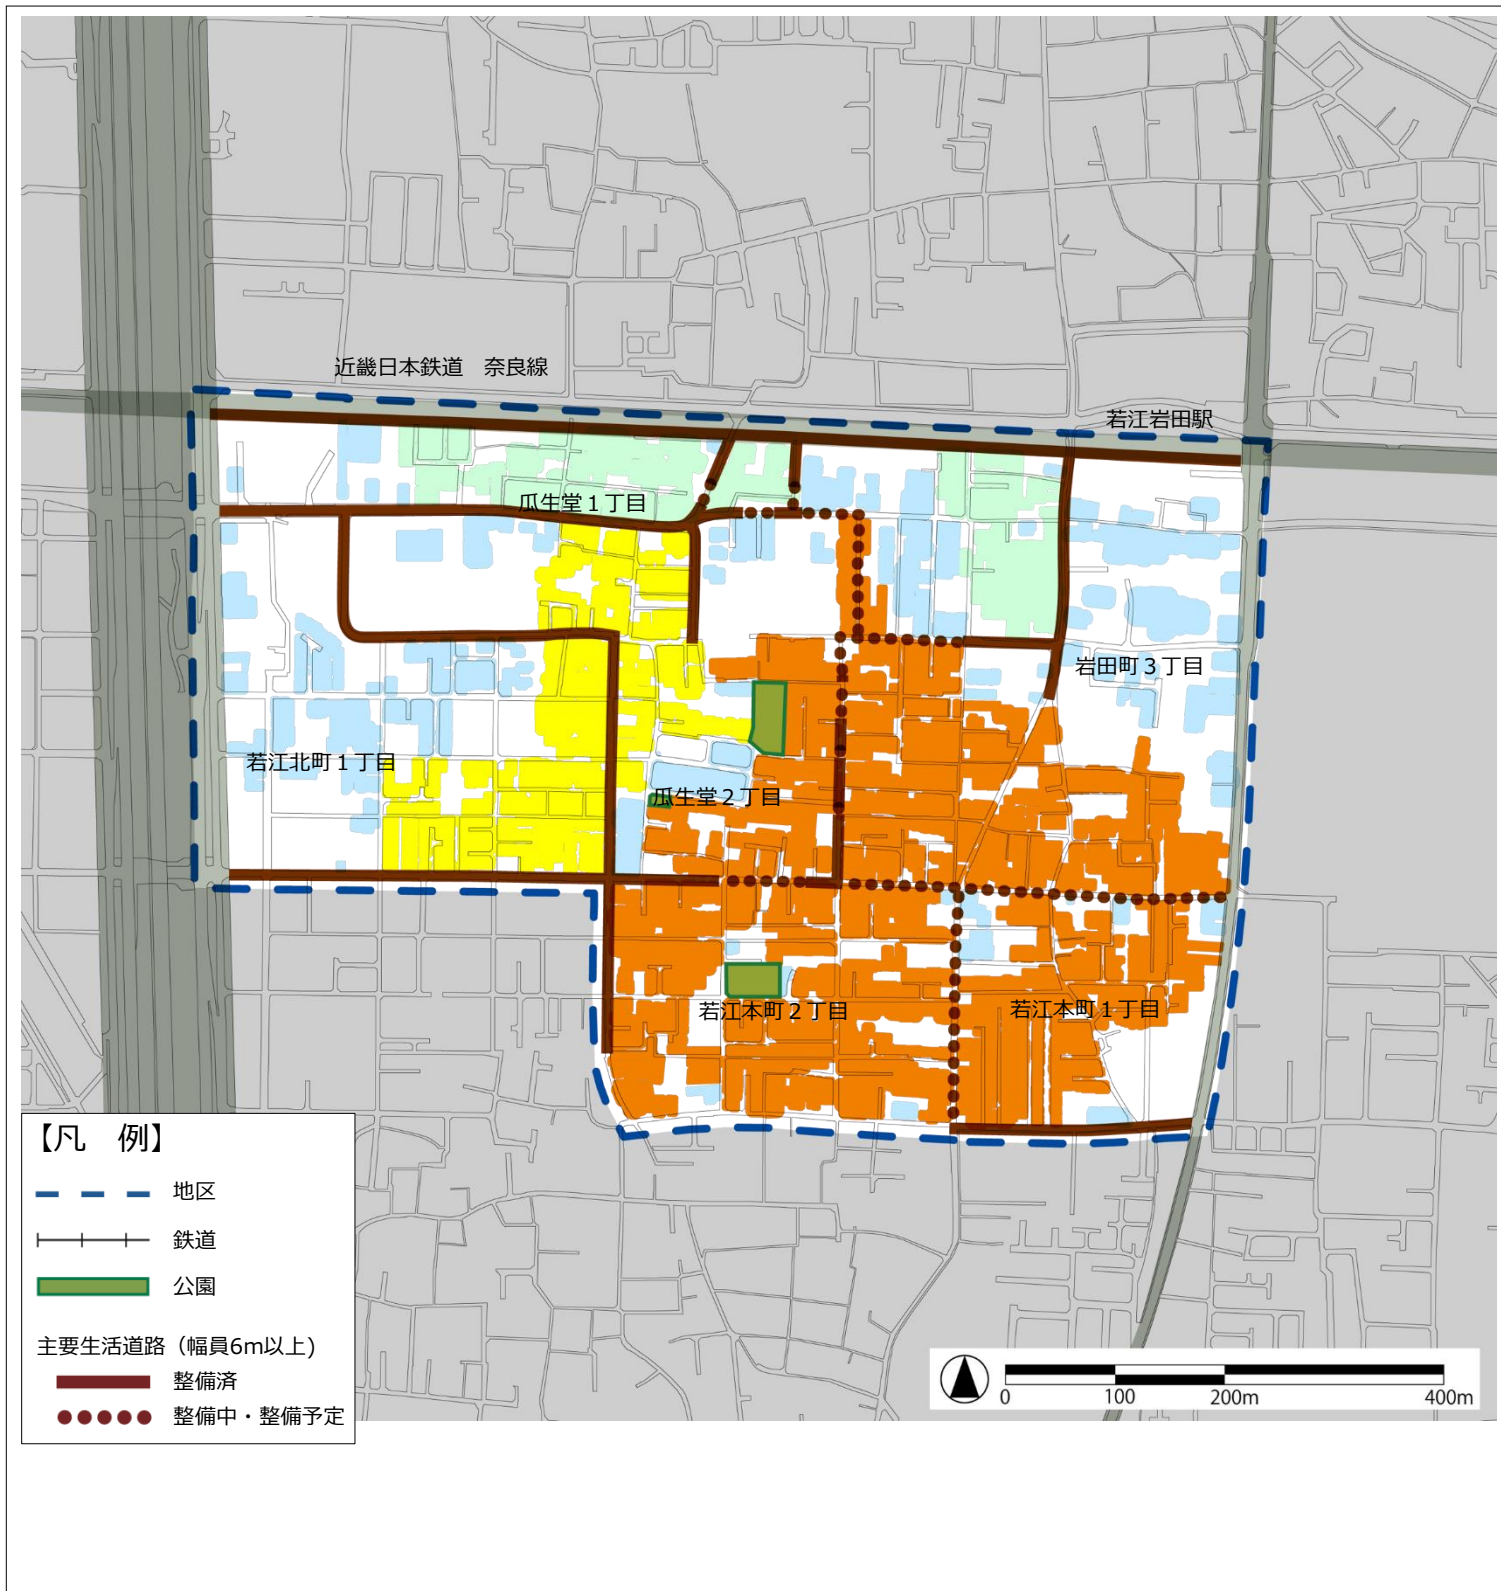 近畿日本鉄道　奈良線
若江岩田駅
瓜生堂１丁目
岩田町３丁目
若江北町１丁目
瓜生堂２丁目
若江本町２丁目
若江本町１丁目
【凡　例】
地区
鉄道
公園
主要生活道路（幅員6m以上)
整備済
整備中・整備予定
0 100 200m 400m